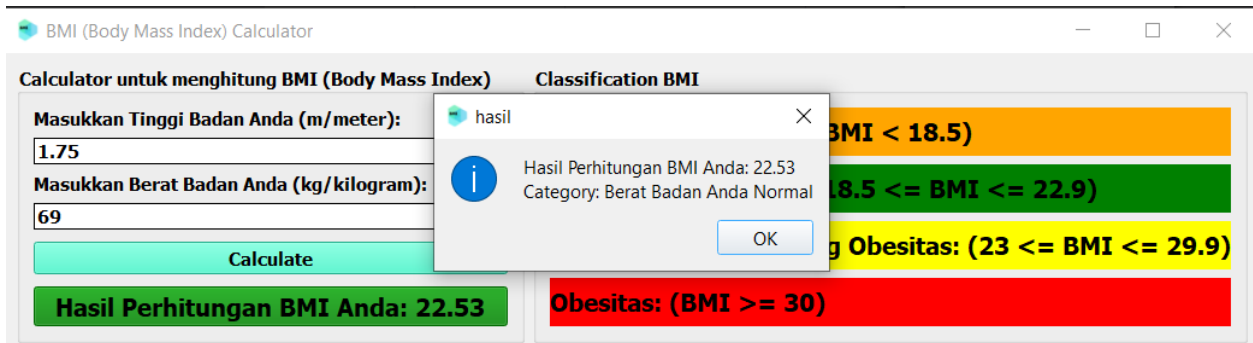 BMI (Body Mass Index) Calculator
Calculator untuk menghitung BMI (Body Mass Index)
Masukkan Tinggi Badan Anda (m/meter):
1.75
Masukkan Berat Badan Anda (kg/kilogram):
69
Calculate
Hasil Perhitungan BMI Anda: 22.53
hasil
Hasil Perhitungan BMI Anda: 22.53
Category: Berat Badan Anda Normal
OK
Classification BMI
BMI < 18.5)
18.5 <= BMI <= 22.9)
Obesitas: (23 <= BMI <= 29.9)
Obesitas: (BMI >= 30)